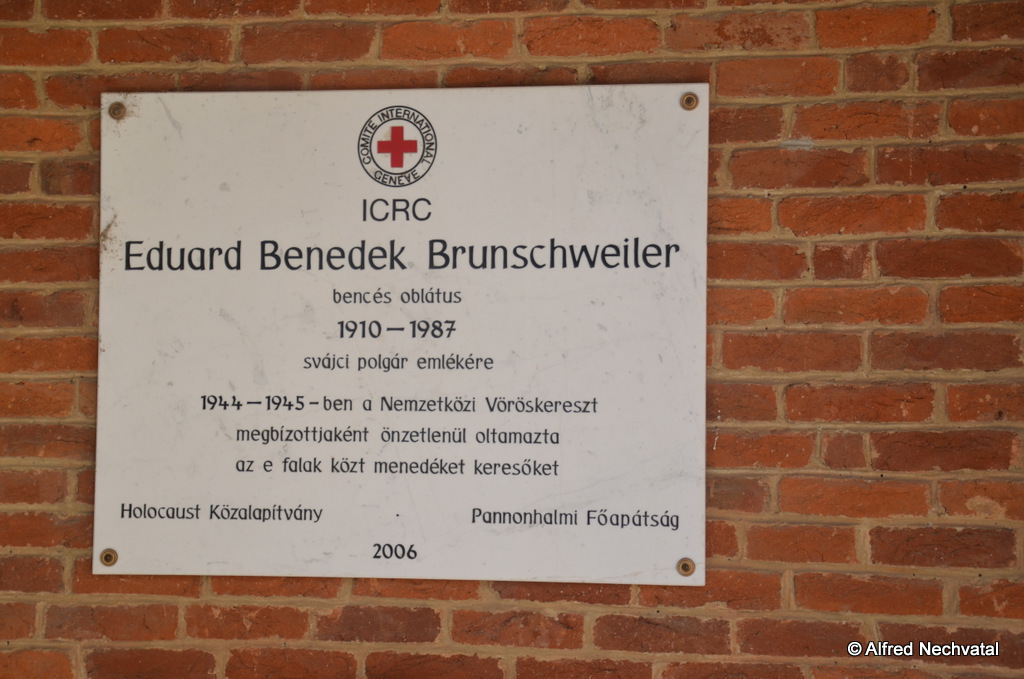 COMITE INTERNATIONAL GENEVE
ICRC
Eduard Benedek Brunschweiler
bencés oblátus
1910 – 1987
svájci polgár emlékére
1944 – 1945 – ben a Nemzetközi Vöröskereszt
megbízottjaként önzetlenül oltamazta
az e falak közt menedéket keresőket
Holocaust Közalapítvány Pannonhalmi Főapátság
2006
© Alfred Nechvatal